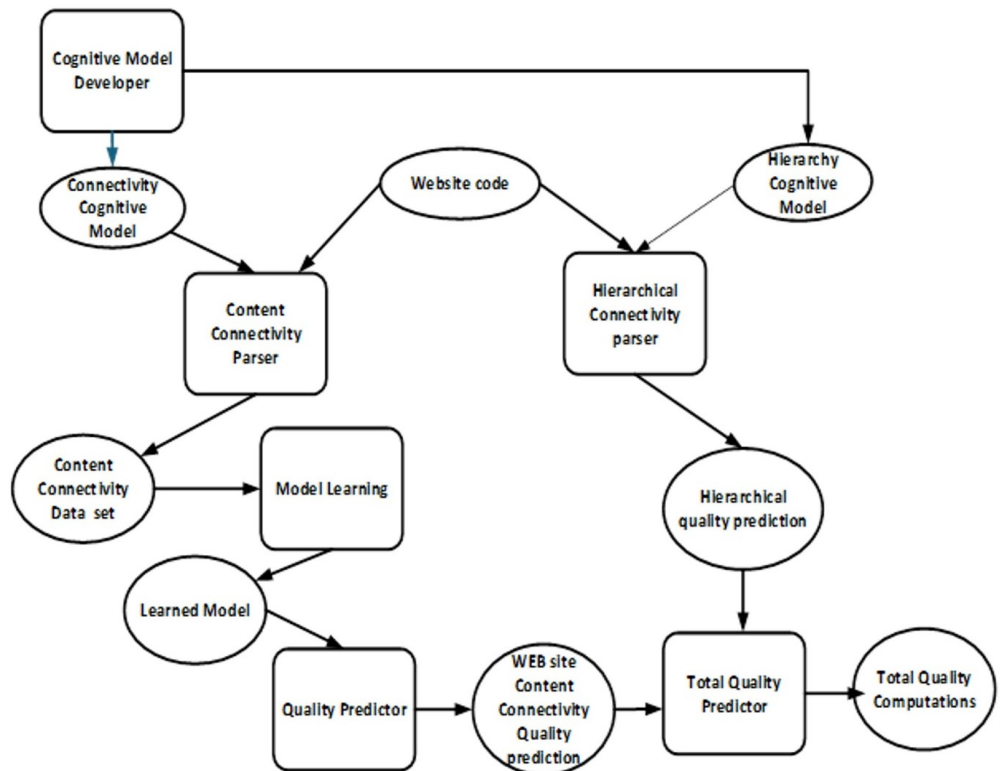 Cognitive Model
Developer
Connectivity
Cognitive
Model
Website code
Hierarchy
Cognitive
Model
Content
Connectivity
Parser
Hierarchical
Connectivity
parser
Content
Connectivity
Data set
Model Learning
Hierarchical
quality prediction
Learned Model
Quality Predictor
WEB site
Content
Connectivity
Quality
prediction
Total Quality
Predictor
Total Quality
Computations